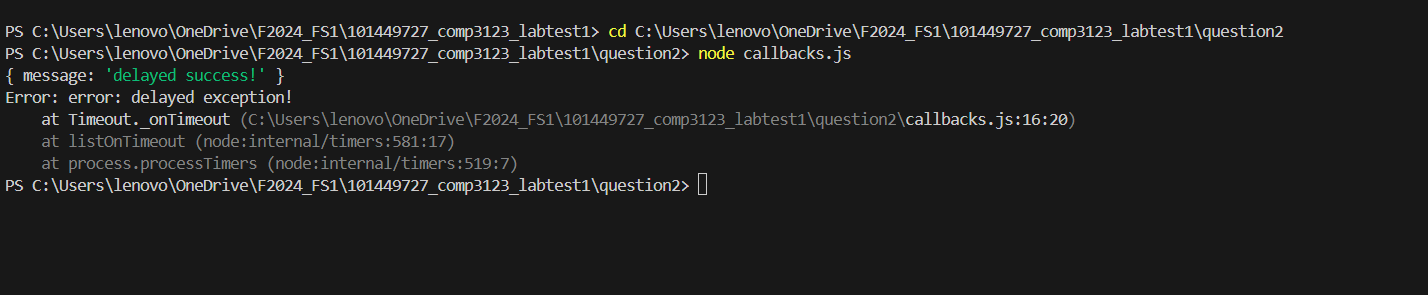 PS C:\Users\lenovo\OneDrive\F2024_FS1\101449727_comp3123_labtest1> cd C:\Users\lenovo\OneDrive\F2024_FS1\101449727_comp3123_labtest1\question2
PS C:\Users\lenovo\OneDrive\F2024_FS1\101449727_comp3123_labtest1\question2> node callbacks.js
{ message: 'delayed success!' }
Error: error: delayed exception!
    at Timeout._onTimeout (C:\Users\lenovo\OneDrive\F2024_FS1\101449727_comp3123_labtest1\question2\callbacks.js:16:20)
    at listOnTimeout (node:internal/timers:581:17)
    at process.processTimers (node:internal/timers:519:7)
PS C:\Users\lenovo\OneDrive\F2024_FS1\101449727_comp3123_labtest1\question2>